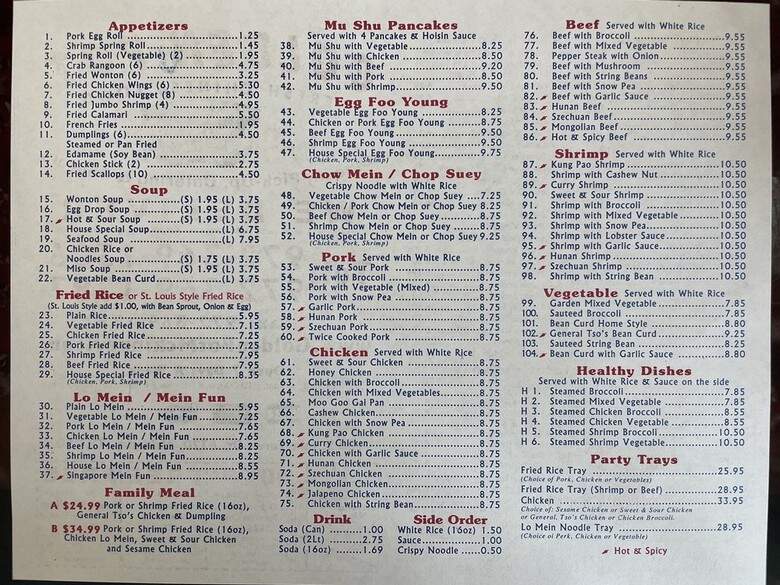 Appetizers
1. Pork Egg Roll 1.25
2. Shrimp Spring Roll 1.45
3. Spring Roll (Vegetable) (2) 1.95
4. Crab Rangoon (6) 4.75
5. Fried Wonton (6) 3.25
6. Fried Chicken Wings (6) 5.30
7. Fried Chicken Nugget (8) 4.50
8. Fried Jumbo Shrimp (4) 4.95
9. Fried Calamari 5.50
10. French Fries 1.95
11. Dumplings (6) 4.50
Steamed or Pan Fried
12. Edamame (Soy Bean) 3.75
13. Chicken Stick (2) 2.75
14. Fried Scallops (10) 4.50
Soup
15. Wonton Soup (S) 1.95 (L) 3.75
16. Egg Drop Soup (S) 1.95 (L) 3.75
17. Hot & Sour Soup (S) 1.95 (L) 3.75
18. House Special Soup (L) 6.75
19. Seafood Soup (L) 7.95
20. Chicken Rice or
Noodles Soup (S) 1.75 (L) 3.75
21. Miso Soup (S) 1.95 (L) 3.75
22. Vegetable Bean Curd (L) 3.75
Fried Rice or St. Louis Style Fried Rice
(St. Louis Style add $1.00, with Bean Sprout, Onion & Egg)
23. Plain Rice 5.95
24. Vegetable Fried Rice 7.15
25. Chicken Fried Rice 7.25
26. Pork Fried Rice 7.25
27. Shrimp Fried Rice 7.95
28. Beef Fried Rice 7.95
29. House Special Fried Rice 8.35
(Chicken, Pork, Shrimp)
Lo Mein / Mein Fun
30. Plain Lo Mein 5.95
31. Vegetable Lo Mein / Mein Fun 7.25
32. Pork Lo Mein / Mein Fun 7.65
33. Chicken Lo Mein / Mein Fun 7.65
34. Beef Lo Mein / Mein Fun 8.25
35. Shrimp Lo Mein / Mein Fun 8.25
36. House Lo Mein / Mein Fun 8.55
37. Singapore Mein Fun 8.95
Family Meal
A $24.99 Pork or Shrimp Fried Rice (16oz),
General Tso's Chicken & Dumpling
B $34.99 Pork or Shrimp Fried Rice (16oz),
Chicken Lo Mein, Sweet & Sour Chicken
and Sesame Chicken
Mu Shu Pancakes
Served with 4 Pancakes & Hoisin Sauce
38. Mu Shu with Vegetable 8.25
39. Mu Shu with Chicken 8.50
40. Mu Shu with Beef 9.20
41. Mu Shu with Pork 8.50
42. Mu Shu with Shrimp 9.50
Egg Foo Young
43. Vegetable Egg Foo Young 8.25
44. Chicken or Pork Egg Foo Young 8.75
45. Beef Egg Foo Young 9.50
46. Shrimp Egg Foo Young 9.50
47. House Special Egg Foo Young 9.75
(Chicken, Pork, Shrimp)
Chow Mein / Chop Suey
Crispy Noodle with White Rice
48. Vegetable Chow Mein or Chop Suey 7.25
49. Chicken / Pork Chow Mein or Chop Suey 8.25
50. Beef Chow Mein or Chop Suey 8.75
51. Shrimp Chow Mein or Chop Suey 8.75
52. House Special Chow Mein or Chop Suey 9.25
(Chicken, Pork, Shrimp)
Pork Served with White Rice
53. Sweet & Sour Pork 8.75
54. Pork with Broccoli 8.75
55. Pork with Vegetable (Mixed) 8.75
56. Pork with Snow Pea 8.75
57. Garlic Pork 8.75
58. Hunan Pork 8.75
59. Szechuan Pork 8.75
60. Twice Cooked Pork 8.75
Chicken Served with White Rice
61. Sweet & Sour Chicken 8.75
62. Honey Chicken 8.75
63. Chicken with Broccoli 8.75
64. Chicken with Mixed Vegetables 8.75
65. Moo Goo Gai Pan 8.75
66. Cashew Chicken 8.75
67. Chicken with Snow Pea 8.75
68. Kung Pao Chicken 8.75
69. Curry Chicken 8.75
70. Chicken with Garlic Sauce 8.75
71. Hunan Chicken 8.75
72. Szechuan Chicken 8.75
73. Mongollan Chicken 8.75
74. Jalapeno Chicken 8.75
75. Chicken with String Bean 8.75
Drink
Soda (Can) 1.00
Soda (2Lt) 2.75
Soda (16oz) 1.69
Side Order
White Rice (16oz) 1.50
Sauce 1.00
Crispy Noodle 0.50
Beef Served with White Rice
76. Beef with Broccoli 9.55
77. Beef with Mixed Vegetable 9.55
78. Pepper Steak with Onion 9.55
79. Beef with Mushroom 9.55
80. Beef with String Beans 9.55
81. Beef with Snow Pea 9.55
82. Beef with Garlic Sauce 9.55
83. Hunan Beef 9.55
84. Szechuan Beef 9.55
85. Mongollan Beef 9.55
86. Hot & Spicy Beef 9.55
Shrimp Served with White Rice
87. Kung Pao Shrimp 10.50
88. Shrimp with Cashew Nut 10.50
89. Curry Shrimp 10.50
90. Sweet & Sour Shrimp 10.50
91. Shrimp with Broccoli 10.50
92. Shrimp with Mixed Vegetable 10.50
93. Shrimp with Snow Pea 10.50
94. Shrimp with Lobster Sauce 10.50
95. Shrimp with Garlic Sauce 10.50
96. Hunan Shrimp 10.50
97. Szechuan Shrimp 10.50
98. Shrimp with String Bean 10.50
Vegetable Served with White Rice
99. Garden Mixed Vegetable 7.85
100. Sauteed Broccoli 7.85
101. Bean Curd Home Style 8.80
102. General Tso's Bean Curd 9.25
103. Sauteed String Bean 8.25
104. Bean Curd with Garlic Sauce 8.80
Healthy Dishes
Served with White Rice & Sauce on the side
H 1. Steamed Broccoli 7.85
H 2. Steamed Mixed Vegetable 7.85
H 3. Steamed Chicken Broccoli 8.55
H 4. Steamed Chicken Vegetable 8.55
H 5. Steamed Shrimp Broccoli 10.50
H 6. Steamed Shrimp Vegetable 10.50
Party Trays
Fried Rice Tray 25.95
(Choice of Pork, Chicken or Vegetables)
Fried Rice Tray (Shrimp or Beef) 28.95
Chicken 33.95
Choice of: Sesame Chicken or Sweet & Sour Chicken
or General, Tso's Chicken or Chicken Broccoli
Lo Mein Noodle Tray 28.95
(Choice of Perk, Chicken or Vegetable)
Hot & Spicy